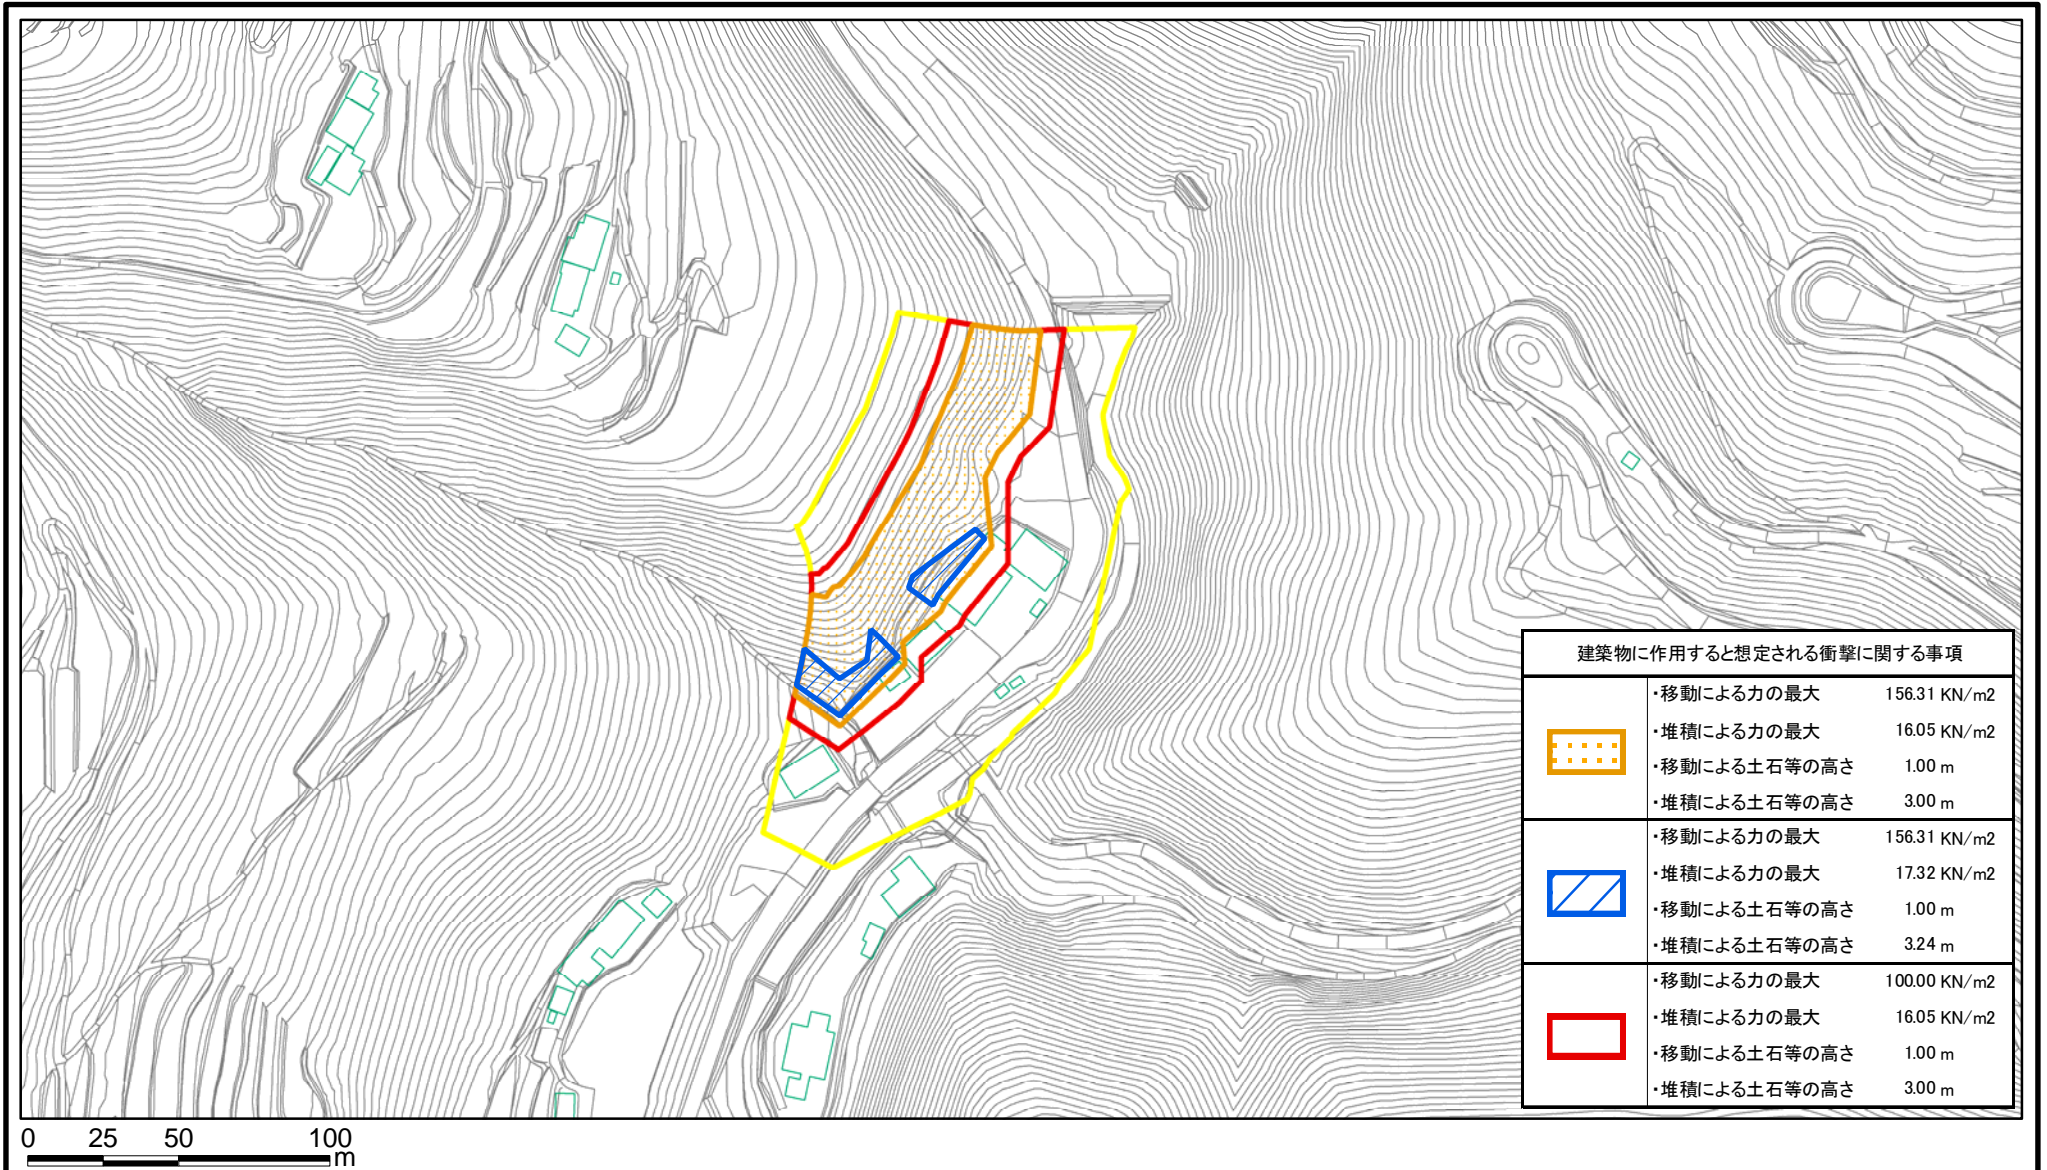 建築物に作用すると想定される衝撃に関する事項
・移動による力の最大 156.31 KN/m2
・堆積による力の最大 16.05 KN/m2
・移動による土石等の高さ 1.00 m
・堆積による土石等の高さ 3.00 m
・移動による力の最大 156.31 KN/m2
・堆積による力の最大 17.32 KN/m2
・移動による土石等の高さ 1.00 m
・堆積による土石等の高さ 3.24 m
・移動による力の最大 100.00 KN/m2
・堆積による力の最大 16.05 KN/m2
・移動による土石等の高さ 1.00 m
・堆積による土石等の高さ 3.00 m
0 25 50 100
m